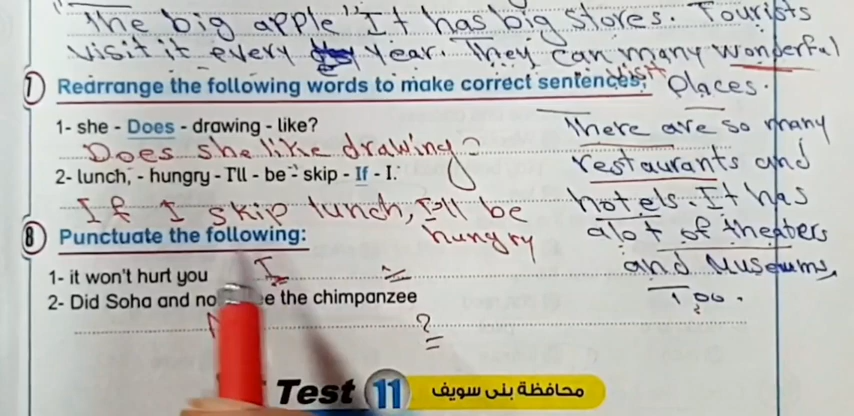 "The big apple" It has big stores. Tourists
visit it every year. They can many wonderful
visit
7 Redrrange the following words to make correct sentences:
places.
1- she - Does - drawing - like?
Does she like drawing?
2- lunch, - hungry - I'll - be - skip - If - I.
If I skip lunch, I'll be
hungry
There are so many
restaurants and
hotels. It has
alot of theaters
and Museums,
Too.
8 Punctuate the following:
1- it won't hurt you
I
2- Did Soha and the chimpanzee
?
Test 11 محافظة بنى سويف